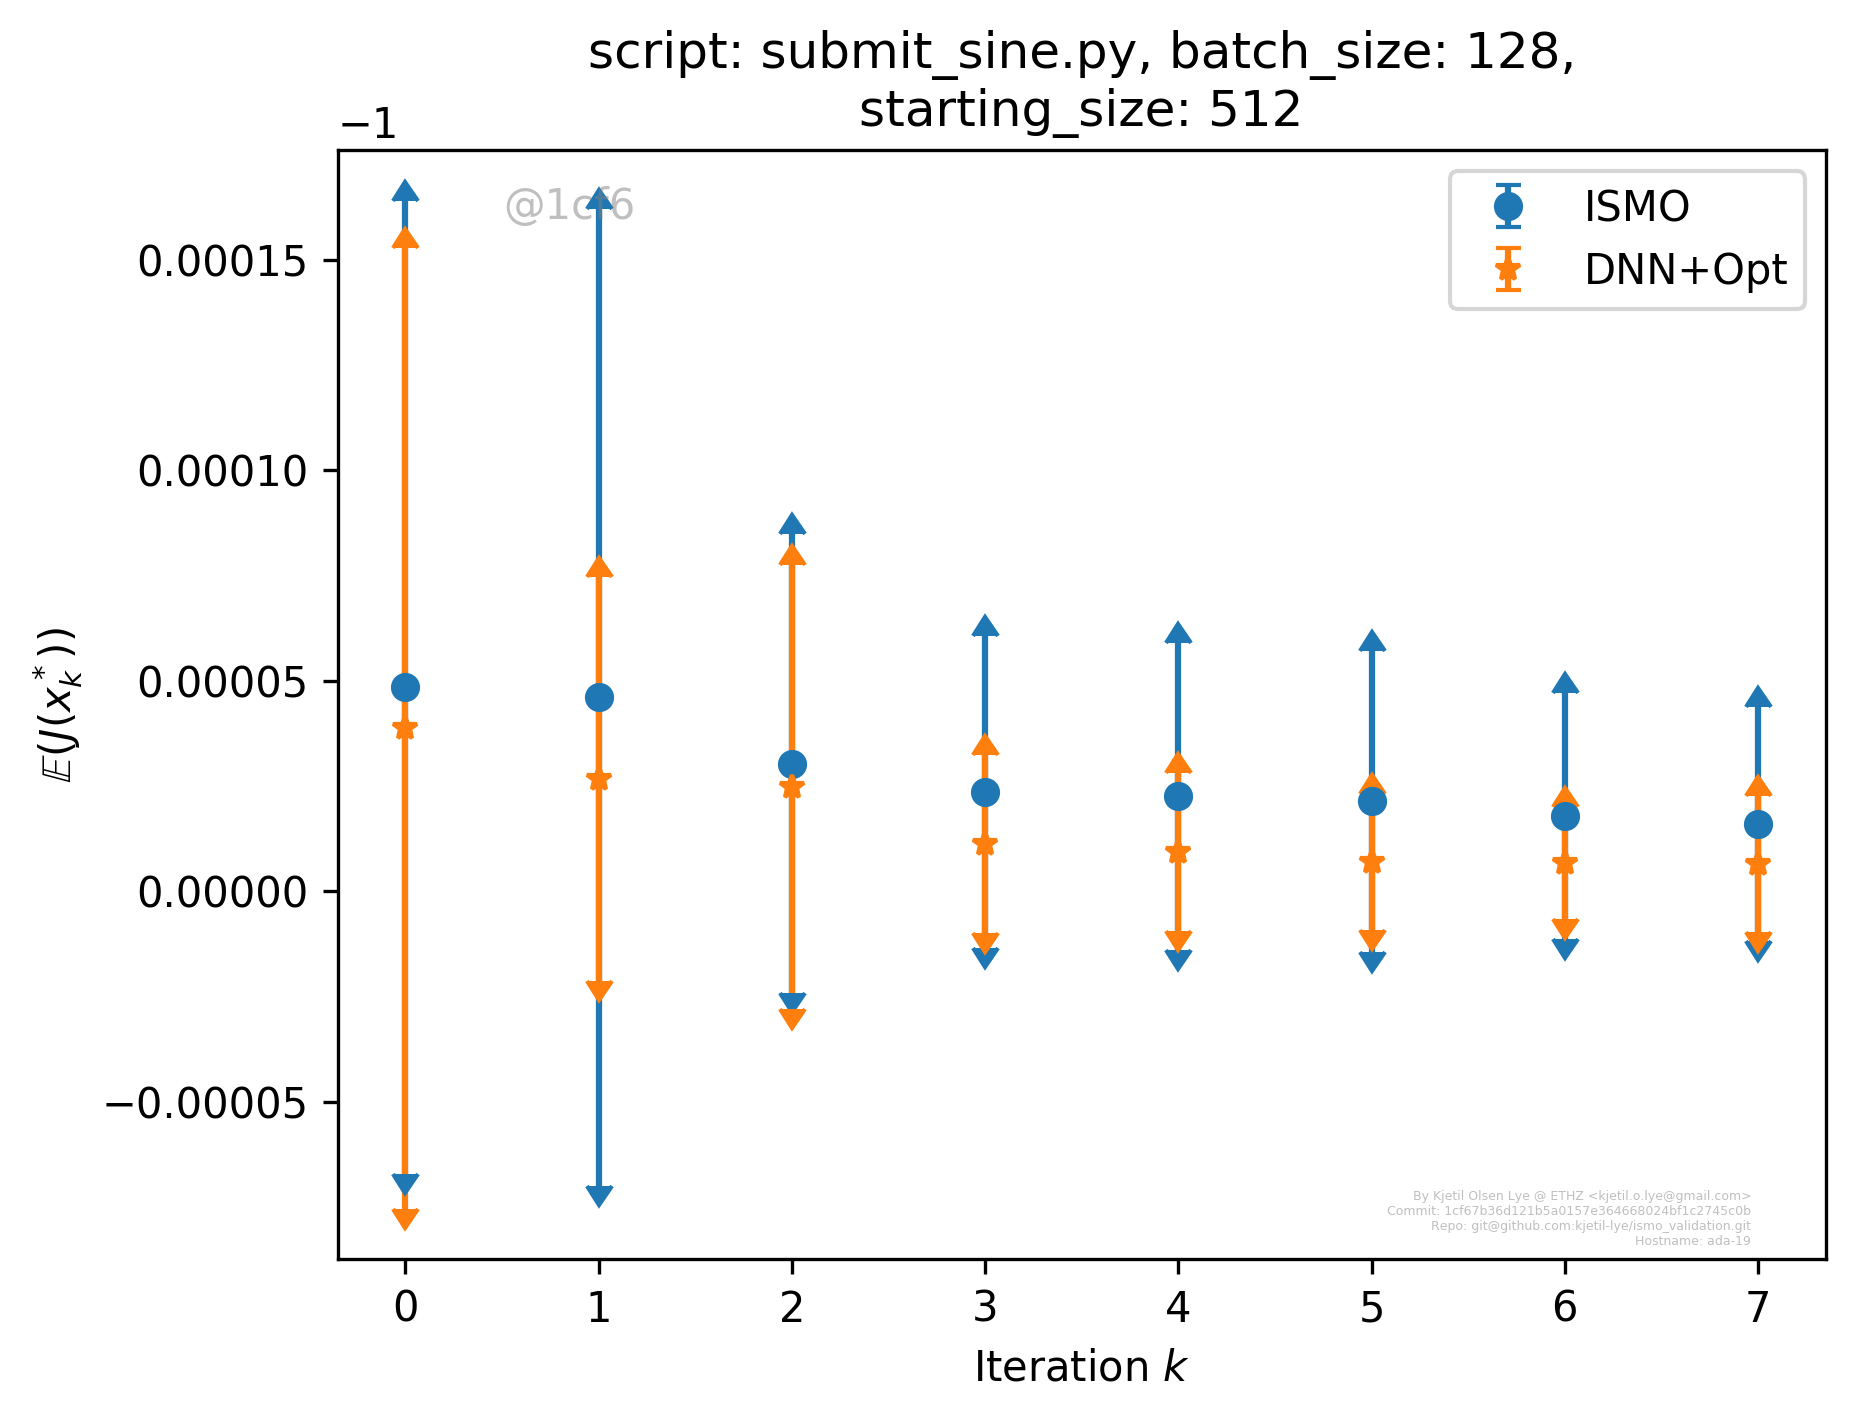 script: submit_sine.py, batch_size: 128,
starting_size: 512
−1
@1cf6
ISMO
DNN+Opt
0.00015
0.00010
0.00005
0.00000
−0.00005
𝔼(J(x*k))
0 1 2 3 4 5 6 7
Iteration k
By Kjetil Olsen Lye @ ETHZ <kjetil.o.lye@gmail.com>
Commit: 1cf67b36d121b5a0157e364668024bf1c2745c0b
Repo: git@github.com:kjetil-lye/ismo_validation.git
Hostname: ada-19